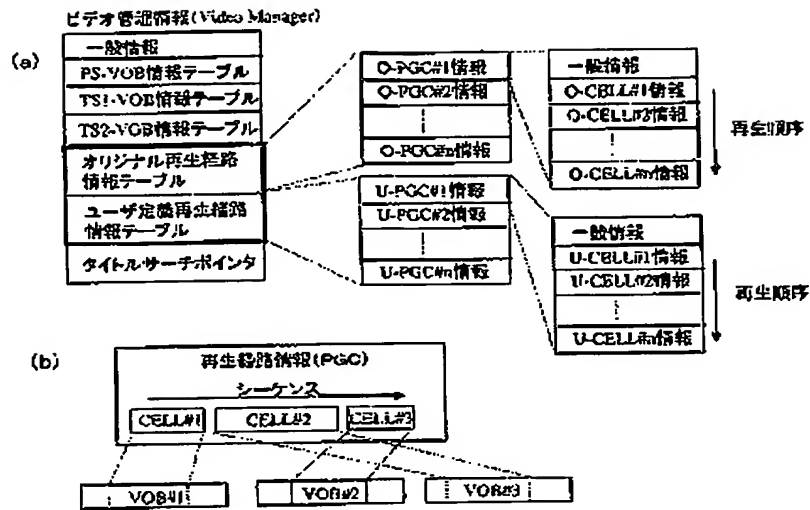 ビデオ管理情報(Video Manager)
(a)
一般情報
PS-VOB情報テーブル
TS1-VOB情報テーブル
TS2-VOB情報テーブル
オリジナル再生経路
情報テーブル
ユーザ定義再生経路
情報テーブル
タイトルサーチポインタ
O-PGC#1情報
O-PGC#2情報
O-PGC#n情報
U-PGC#1情報
U-PGC#2情報
U-PGC#n情報
一般情報
O-CELL#1情報
O-CELL#2情報
O-CELL#m情報
再生順序
一般情報
U-CELL#1情報
U-CELL#2情報
U-CELL#m情報
再生順序
(b)
再生経路情報(PGC)
シーケンス
CELL#1
CELL#2
CELL#3
VOB#1
VOB#2
VOB#3